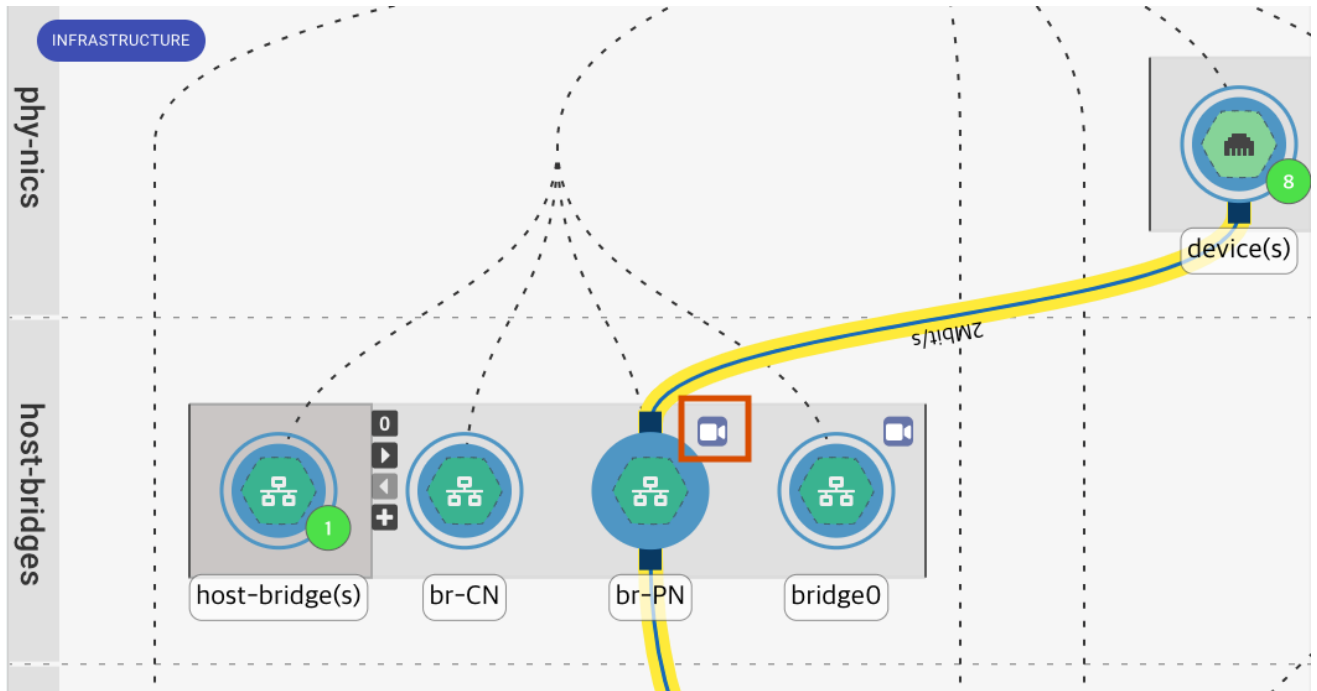 INFRASTRUCTURE
phy-nics
8
device(s)
2Mbit/s
host-bridges
0
1
host-bridge(s)
br-CN
br-PN
bridge0